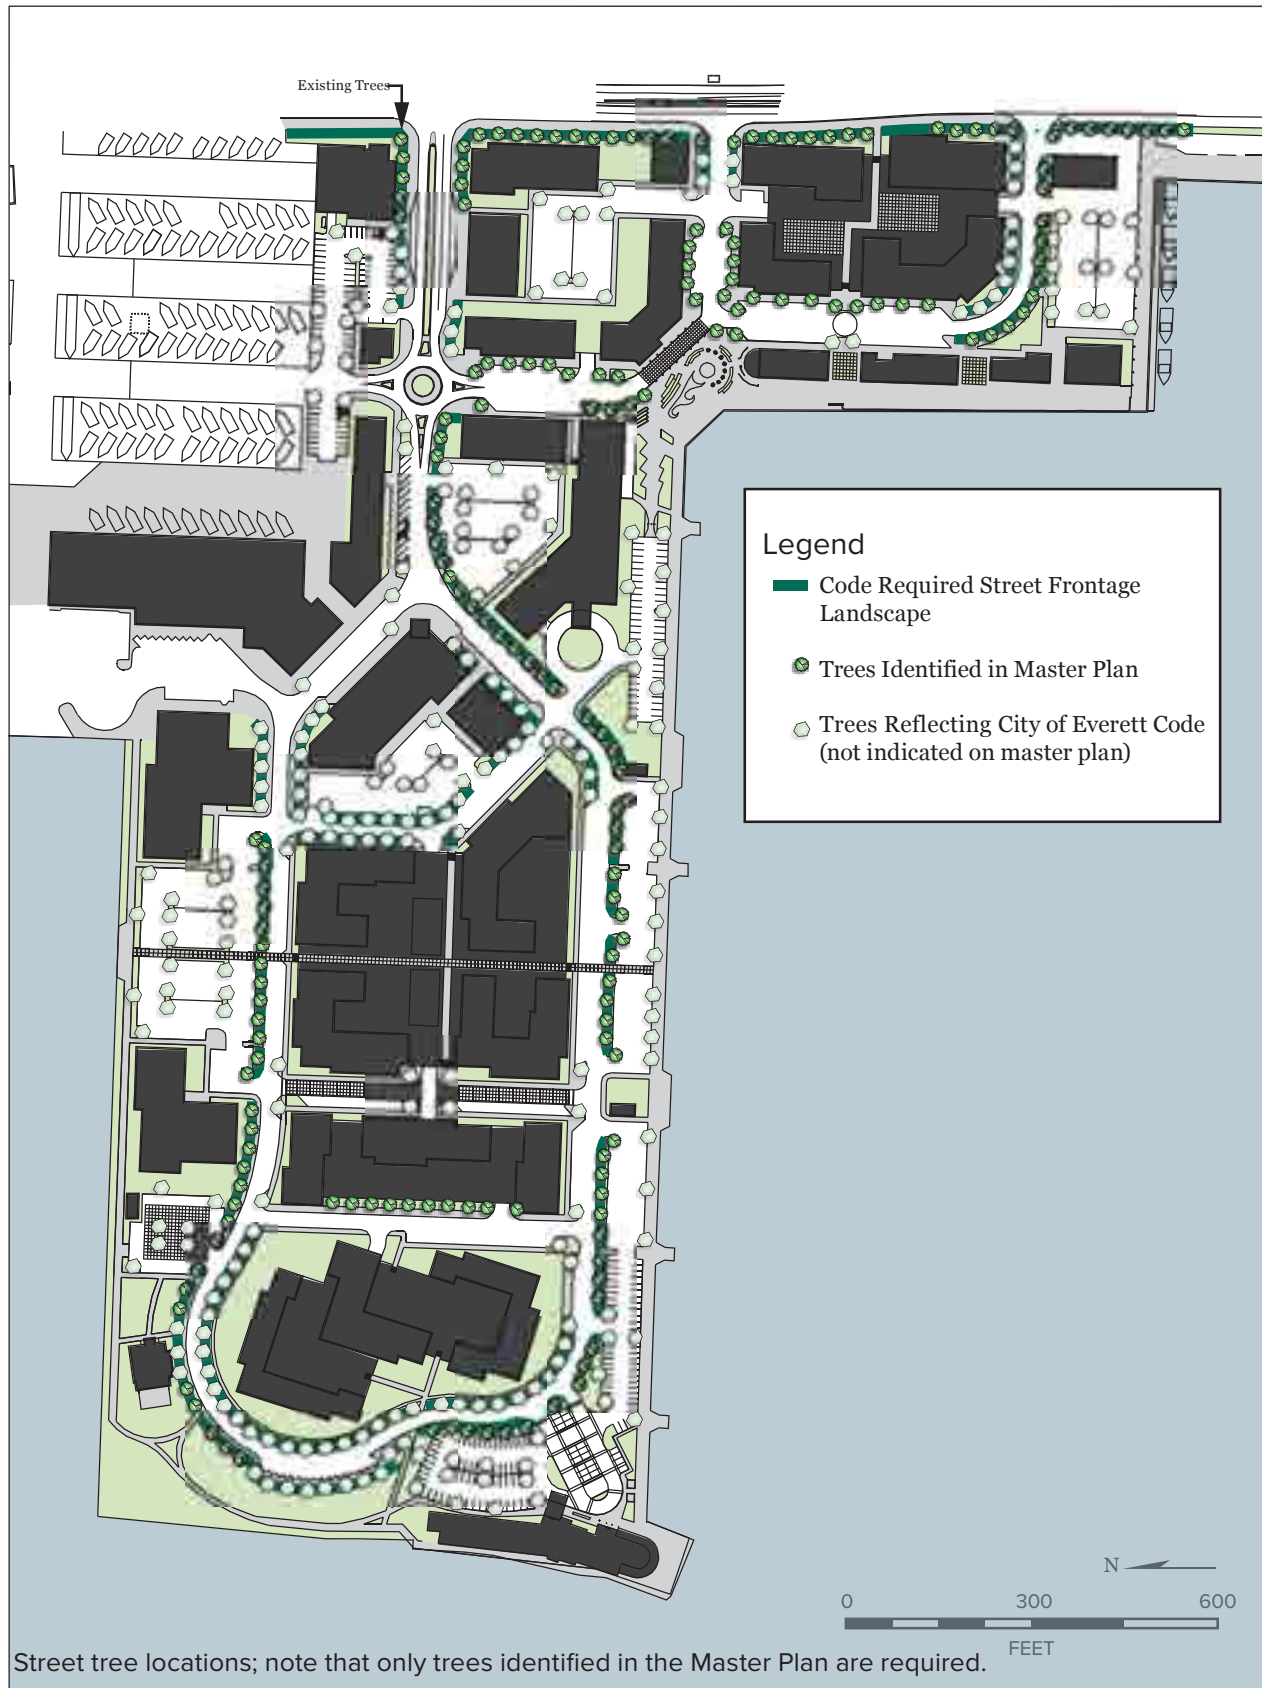 Existing Trees
Legend
Code Required Street Frontage
Landscape
Trees Identified in Master Plan
Trees Reflecting City of Everett Code
(not indicated on master plan)
N
0 300 600
FEET
Street tree locations; note that only trees identified in the Master Plan are required.